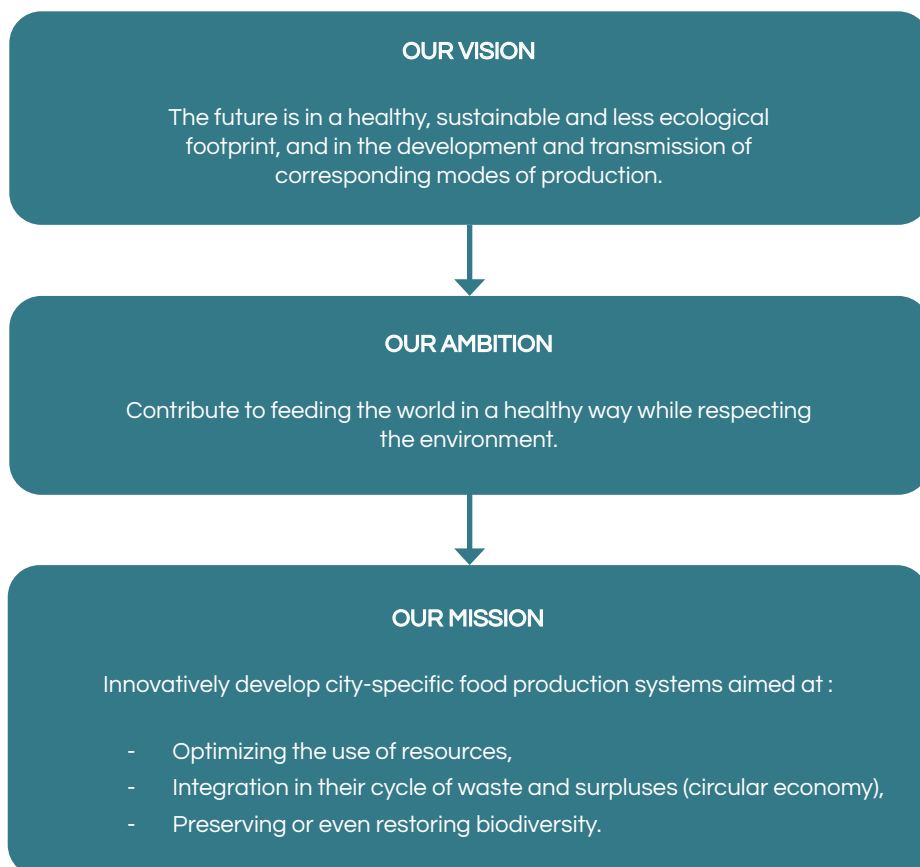 OUR VISION
The future is in a healthy, sustainable and less ecological
footprint, and in the development and transmission of
corresponding modes of production.
OUR AMBITION
Contribute to feeding the world in a healthy way while respecting
the environment.
OUR MISSION
Innovatively develop city-specific food production systems aimed at :
- Optimizing the use of resources,
- Integration in their cycle of waste and surpluses (circular economy),
- Preserving or even restoring biodiversity.